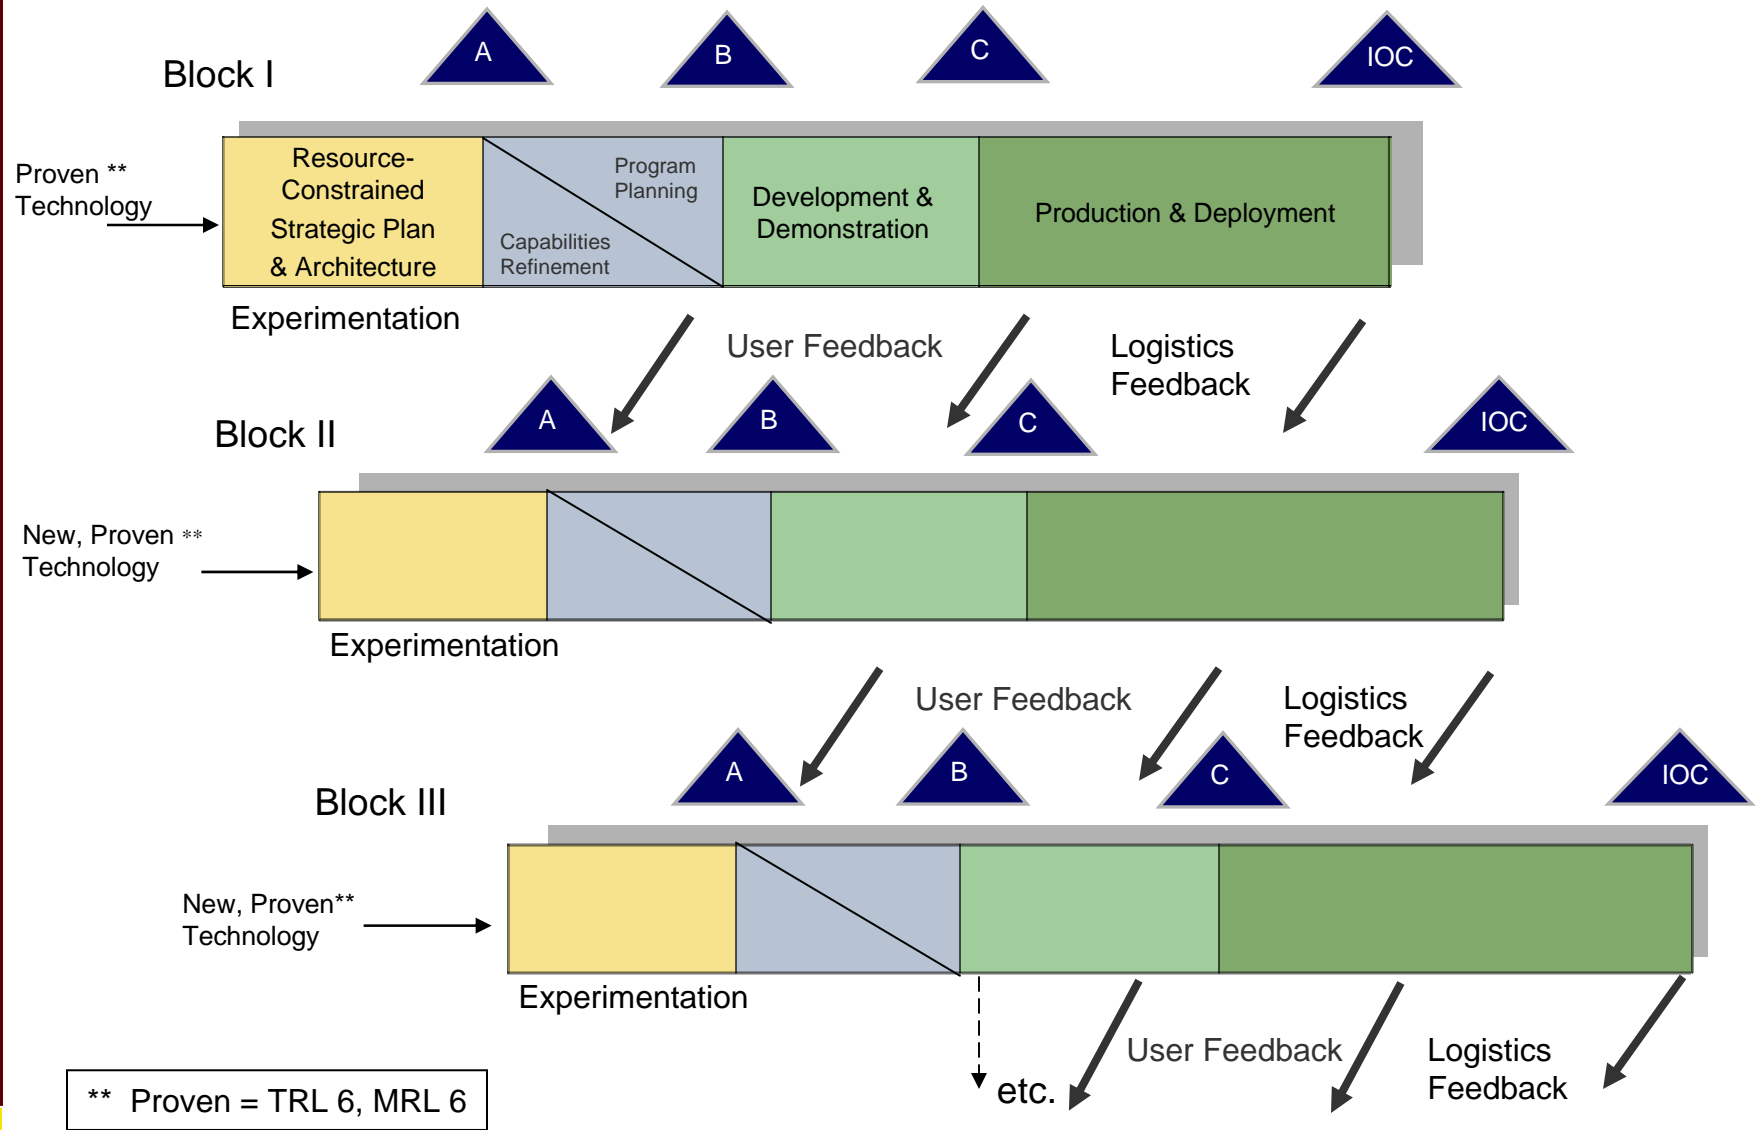 A
B
C
IOC
Block I
Proven **
Technology
Resource-
Constrained
Strategic Plan
& Architecture
Program
Planning
Capabilities
Refinement
Development &
Demonstration
Production & Deployment
Experimentation
User Feedback
Logistics
Feedback
A
B
C
IOC
Block II
New, Proven **
Technology
Experimentation
User Feedback
Logistics
Feedback
A
B
C
IOC
Block III
New, Proven**
Technology
Experimentation
User Feedback
Logistics
Feedback
etc.
** Proven = TRL 6, MRL 6